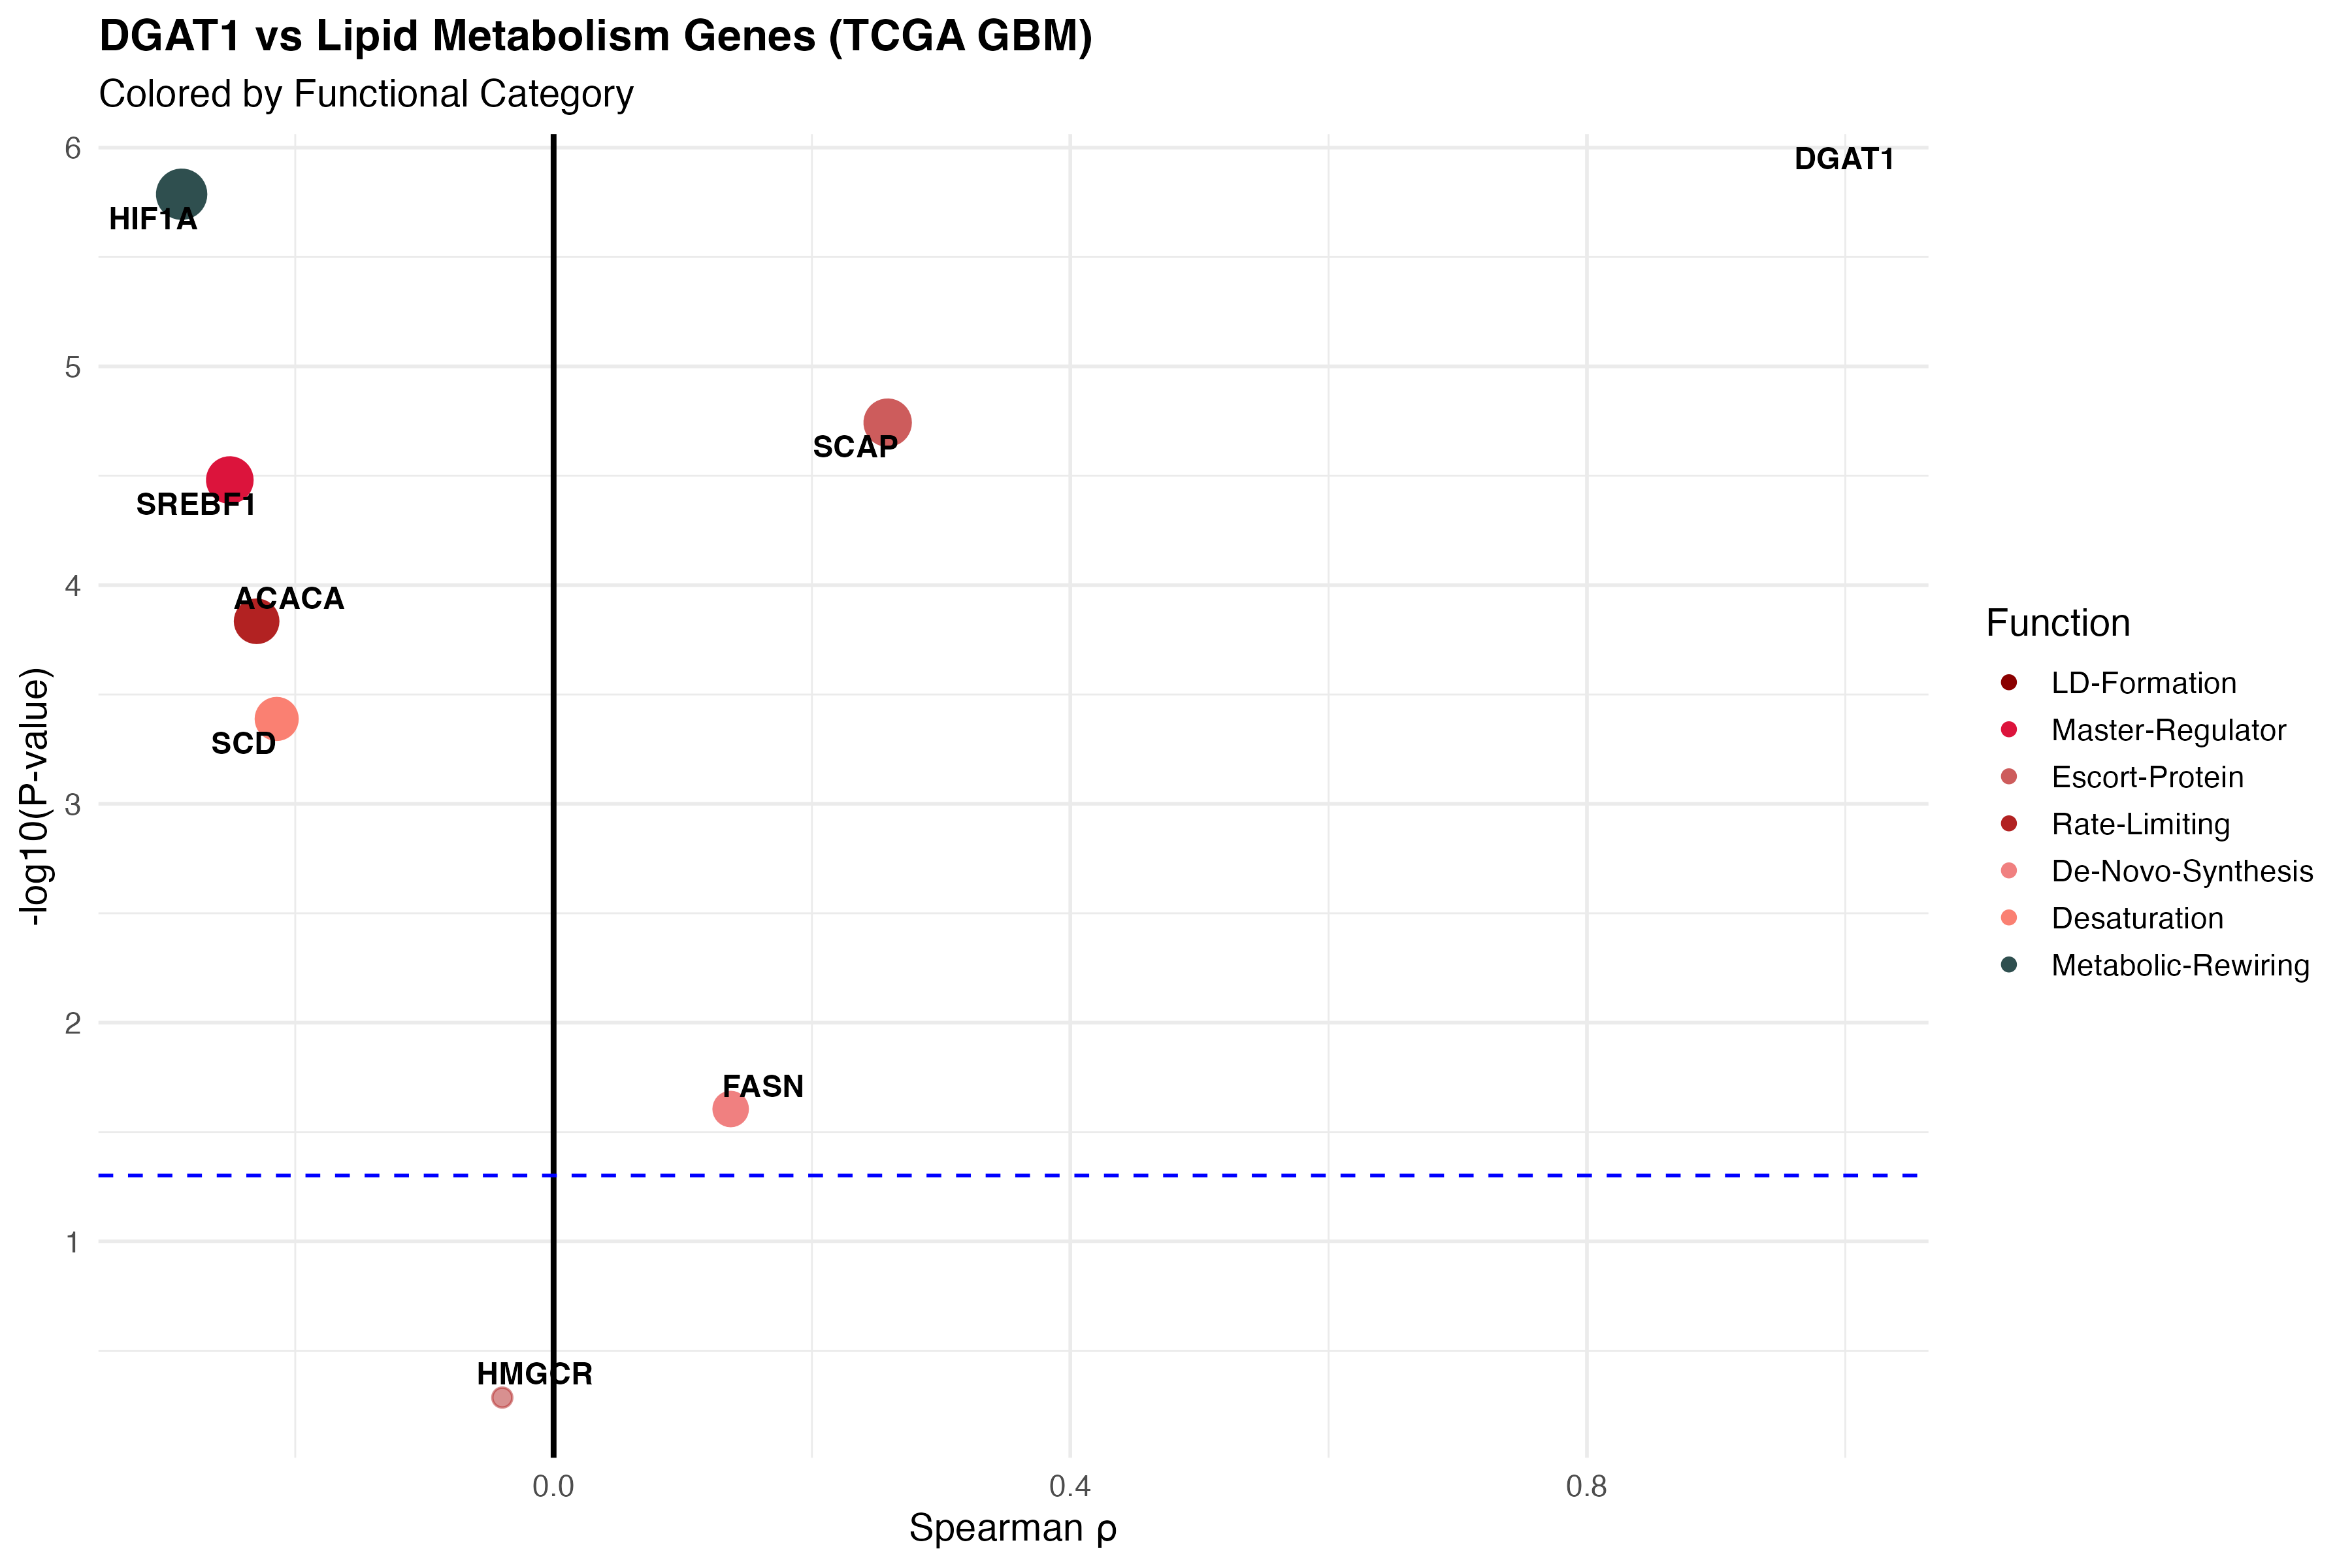 DGAT1 vs Lipid Metabolism Genes (TCGA GBM)
Colored by Functional Category
-log10(P-value)
6
5
4
3
2
1
DGAT1
HIF1A
SCAP
SREBF1
ACACA
SCD
FASN
HMGCR
0.0
0.4
0.8
Spearman ρ
Function
LD-Formation
Master-Regulator
Escort-Protein
Rate-Limiting
De-Novo-Synthesis
Desaturation
Metabolic-Rewiring